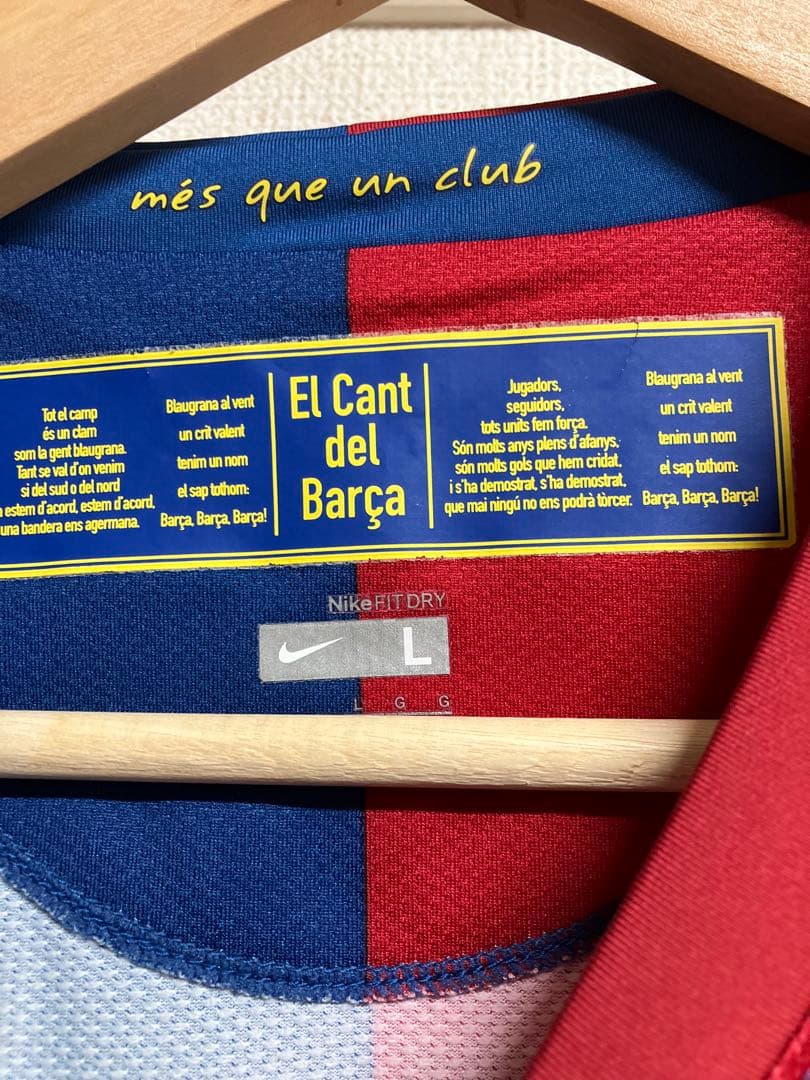 més que un club
Tot el camp
és un clam
som la gent blaugrana.
Tant se val d'on venim
si del sud o del nord
estem d'acord, estem d'acord,
una bandera ens agermana.
Blaugrana al vent
un crit valent
tenim un nom
el sap tothom:
Barça, Barça, Barça!
El Cant
del
Barça
Jugadors,
seguidors,
tots units fem força.
Són molts anys plens d'afanys,
són molts gols que hem cridat,
i s'ha demostrat, s'ha demostrat,
que mai ningú no ens podrà tòrcer.
Blaugrana al vent
un crit valent
tenim un nom
el sap tothom:
Barça, Barça, Barça!
NikeFITDRY
L
L G G